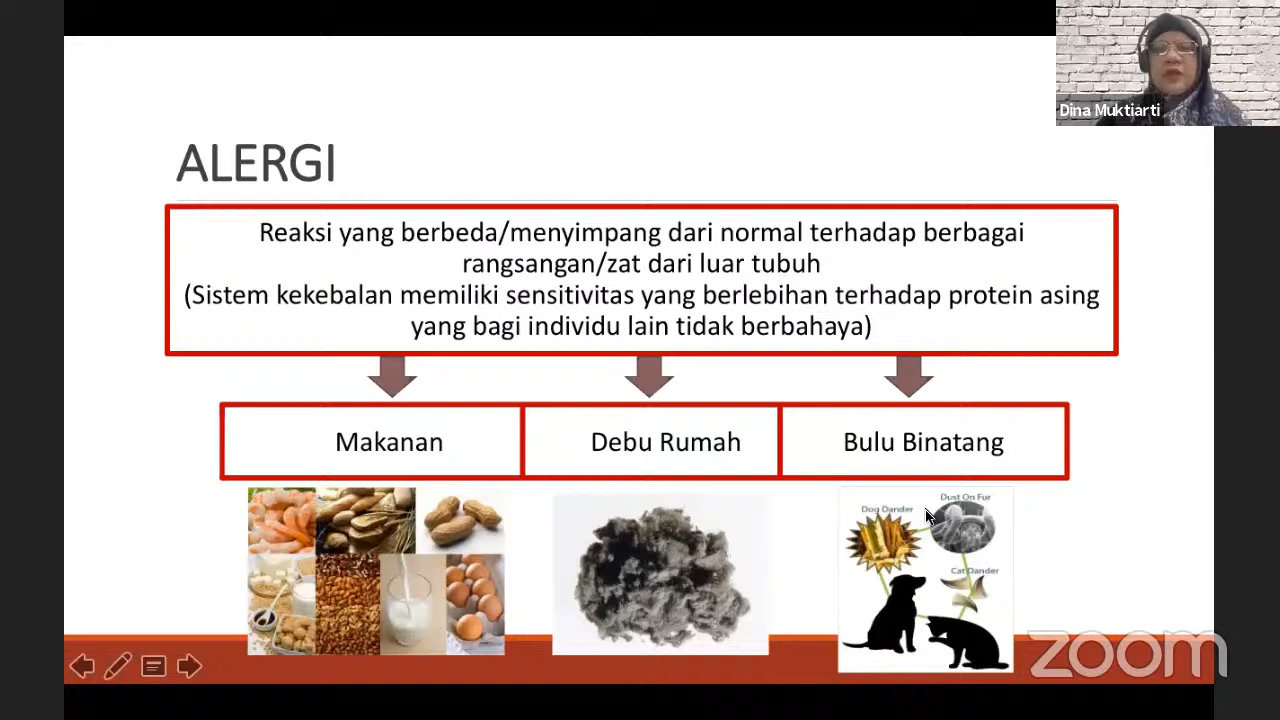 Dina Muktiarti
ALERGI
Reaksi yang berbeda/menyimpang dari normal terhadap berbagai
rangsangan/zat dari luar tubuh
(Sistem kekebalan memiliki sensitivitas yang berlebihan terhadap protein asing
yang bagi individu lain tidak berbahaya)
Makanan
Debu Rumah
Bulu Binatang
Dust On Fur
Dog Dander
Cat Dander
zoom